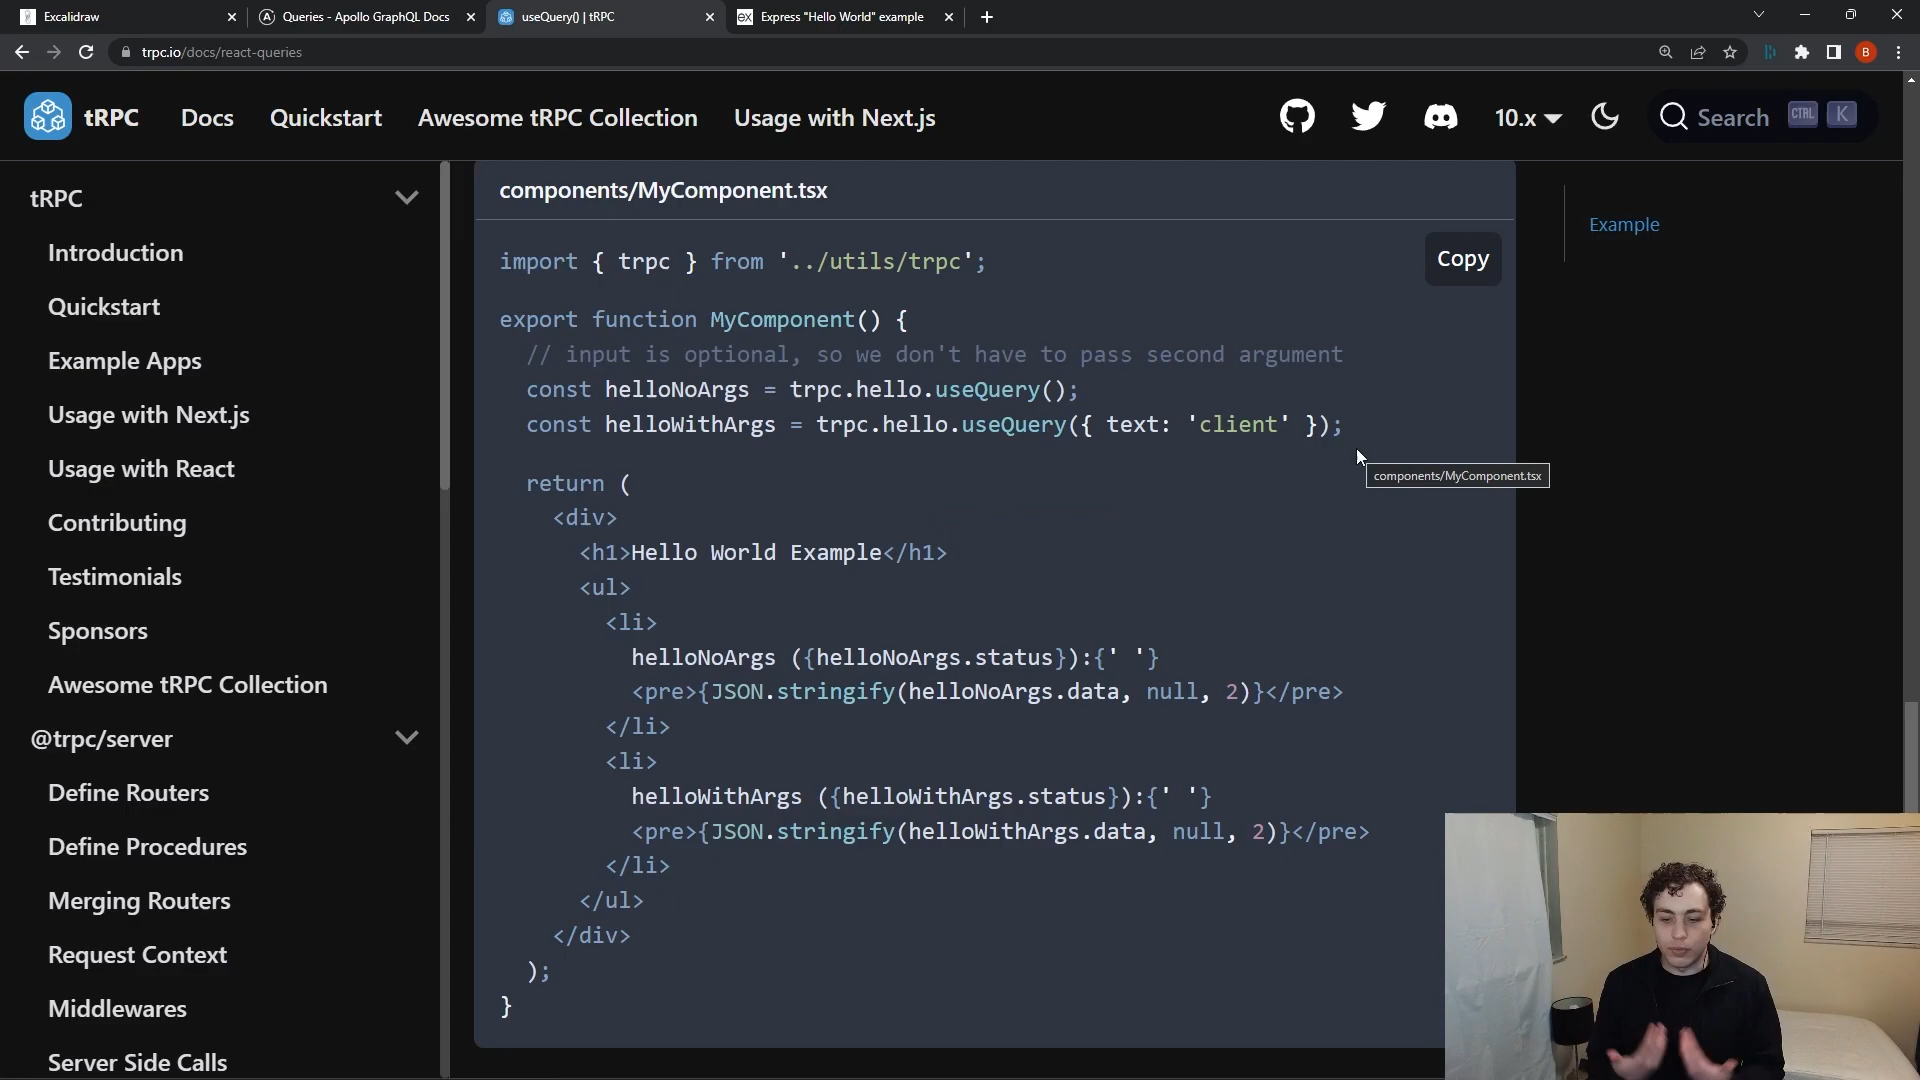 Excalidraw
Queries - Apollo GraphQL Docs
useQuery() | tRPC
Express "Hello World" example
trpc.io/docs/react-queries
B
tRPC
Docs
Quickstart
Awesome tRPC Collection
Usage with Next.js
10.x
Search
CTRL
K
tRPC
Introduction
Quickstart
Example Apps
Usage with Next.js
Usage with React
Contributing
Testimonials
Sponsors
Awesome tRPC Collection
@trpc/server
Define Routers
Define Procedures
Merging Routers
Request Context
Middlewares
Server Side Calls
components/MyComponent.tsx
Copy
import { trpc } from '../utils/trpc';
export function MyComponent() {
// input is optional, so we don't have to pass second argument
const helloNoArgs = trpc.hello.useQuery();
const helloWithArgs = trpc.hello.useQuery({ text: 'client' });
components/MyComponent.tsx
return (
<div>
<h1>Hello World Example</h1>
<ul>
<li>
helloNoArgs ({helloNoArgs.status}):{' '}
<pre>{JSON.stringify(helloNoArgs.data, null, 2)}</pre>
</li>
<li>
helloWithArgs ({helloWithArgs.status}):{' '}
<pre>{JSON.stringify(helloWithArgs.data, null, 2)}</pre>
</li>
</ul>
</div>
);
}
Example